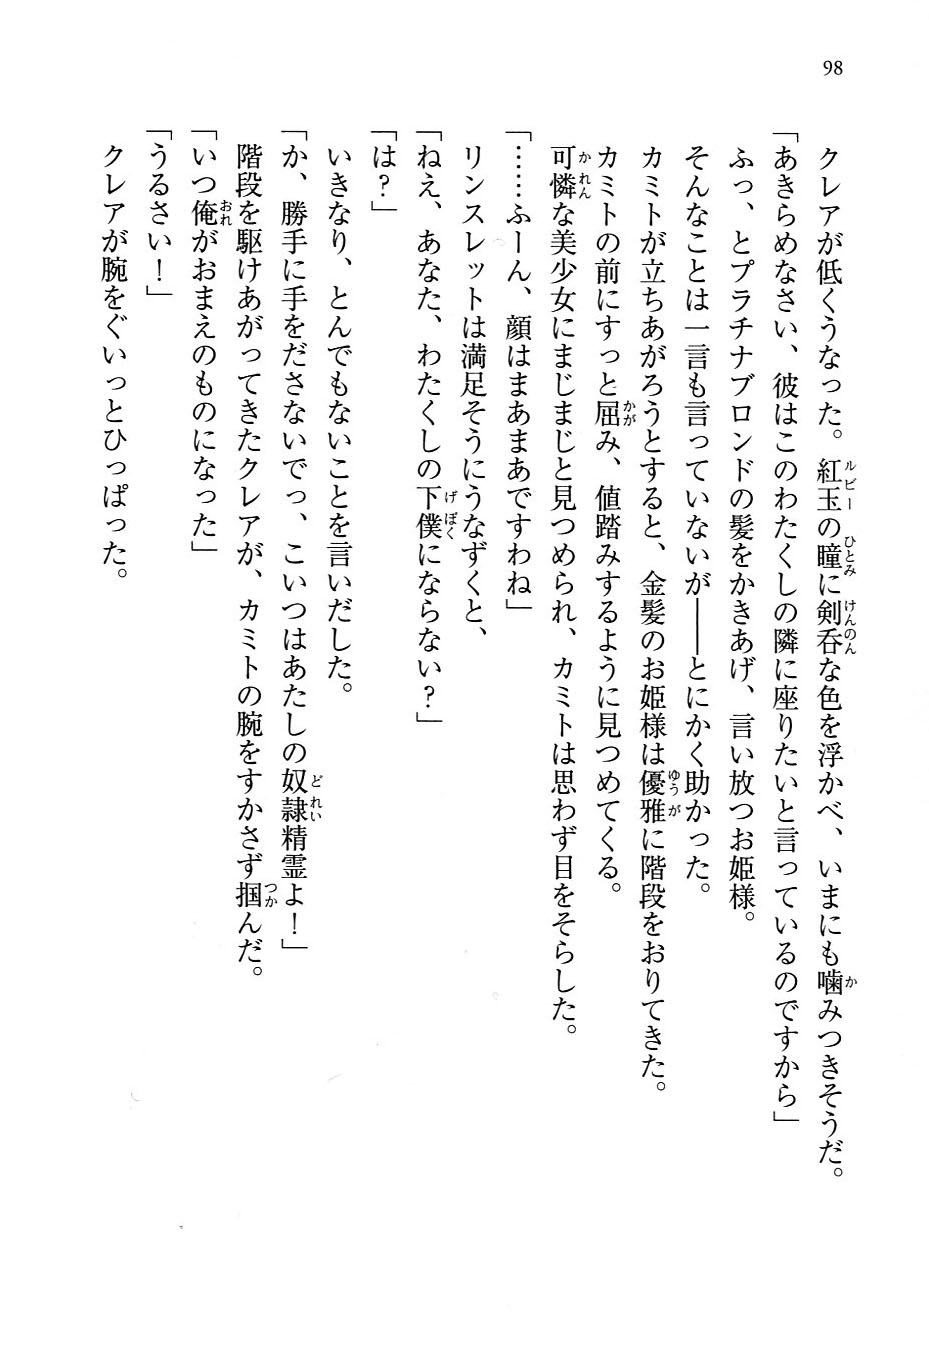 98
クレアが低くうなった。紅玉の瞳に剣呑な色を浮かべ、いまにも噛みつきそうだ。
「あきらめなさい、彼はこのわたくしの隣に座りたいと言っているのですから」
ふっ、とプラチナブロンドの髪をかきあげ、言い放つお姫様。
そんなことは一言も言っていないが――とにかく助かった。
カミトが立ちあがろうとすると、金髪のお姫様は優雅に階段をおりてきた。
カミトの前にすっと屈み、値踏みするように見つめてくる。
可憐な美少女にまじまじと見つめられ、カミトは思わず目をそらした。
「……ふーん、顔はまあまあですわね」
リンスレットは満足そうにうなずくと、
「ねえ、あなた、わたくしの下僕にならない？」
「は？」
いきなり、とんでもないことを言いだした。
「か、勝手に手をださないでっ、こいつはあたしの奴隷精霊よ！」
階段を駆けあがってきたクレアが、カミトの腕をすかさず掴んだ。
「いつ俺がおまえのものになった」
「うるさい！」
クレアが腕をぐいっとひっぱった。